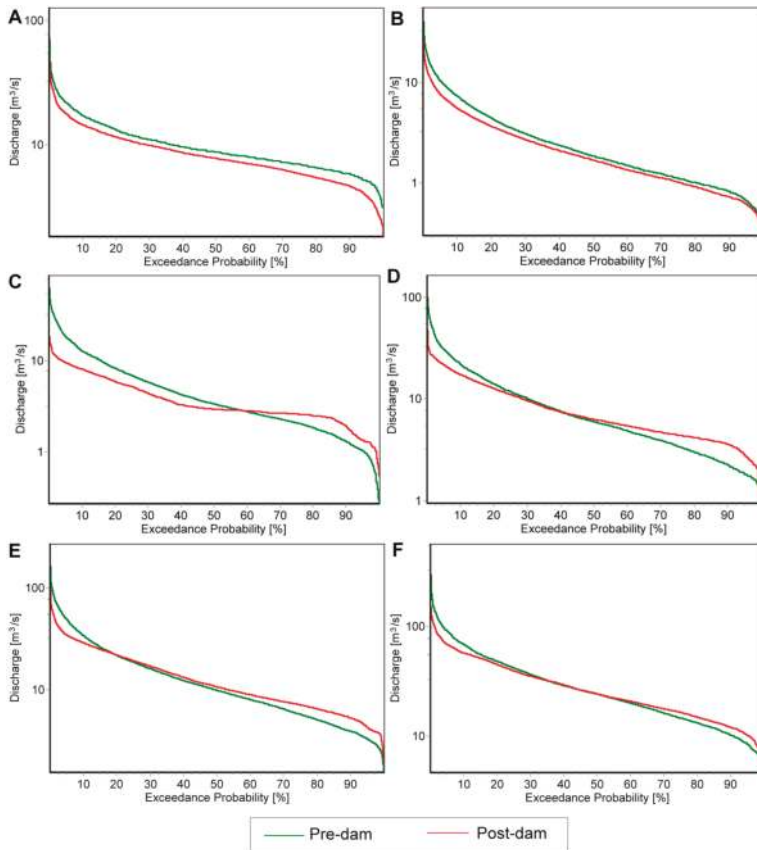 A
100
10
Discharge [m³/s]
10 20 30 40 50 60 70 80 90
Exceedance Probability [%]
B
10
1
Discharge [m³/s]
10 20 30 40 50 60 70 80 90
Exceedance Probability [%]
C
10
1
Discharge [m³/s]
10 20 30 40 50 60 70 80 90
Exceedance Probability [%]
D
100
10
1
Discharge [m³/s]
10 20 30 40 50 60 70 80 90
Exceedance Probability [%]
E
100
10
Discharge [m³/s]
10 20 30 40 50 60 70 80 90
Exceedance Probability [%]
F
100
10
Discharge [m³/s]
10 20 30 40 50 60 70 80 90
Exceedance Probability [%]
Pre-dam Post-dam